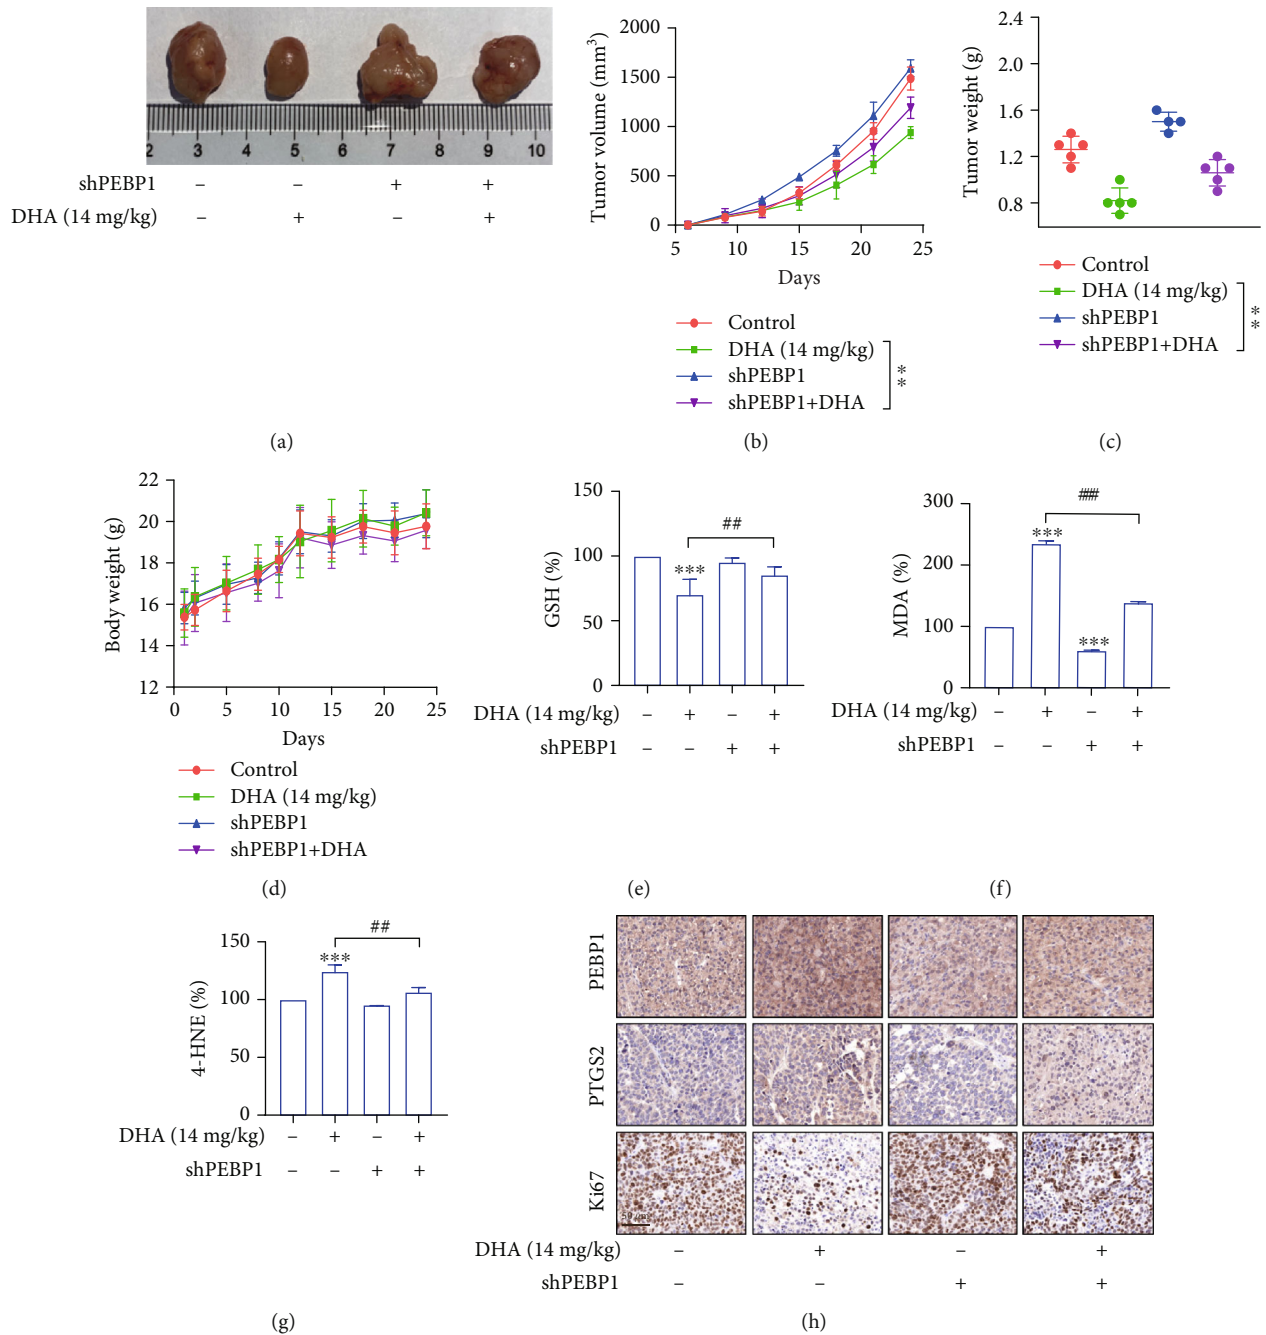 2 3 4 5 6 7 8 9 10
shPEBP1 – – + +
DHA (14 mg/kg) – + – +
(a)
Tumor volume (mm³)
2000
1500
1000
500
0
5 10 15 20 25
Days
Control
DHA (14 mg/kg)
shPEBP1
shPEBP1+DHA
**
(b)
Tumor weight (g)
2.4
2.0
1.6
1.2
0.8
Control
DHA (14 mg/kg)
shPEBP1
shPEBP1+DHA
**
(c)
Body weight (g)
22
20
18
16
14
12
0 5 10 15 20 25
Days
Control
DHA (14 mg/kg)
shPEBP1
shPEBP1+DHA
(d)
GSH (%)
150
100
50
0
##
***
DHA (14 mg/kg) – + – +
shPEBP1 – – + +
(e)
MDA (%)
300
200
100
0
###
***
***
DHA (14 mg/kg) – + – +
shPEBP1 – – + +
(f)
4-HNE (%)
150
100
50
0
##
***
DHA (14 mg/kg) – + – +
shPEBP1 – – + +
(g)
PEBP1
PTGS2
Ki67
DHA (14 mg/kg) – + – +
shPEBP1 – – + +
(h)